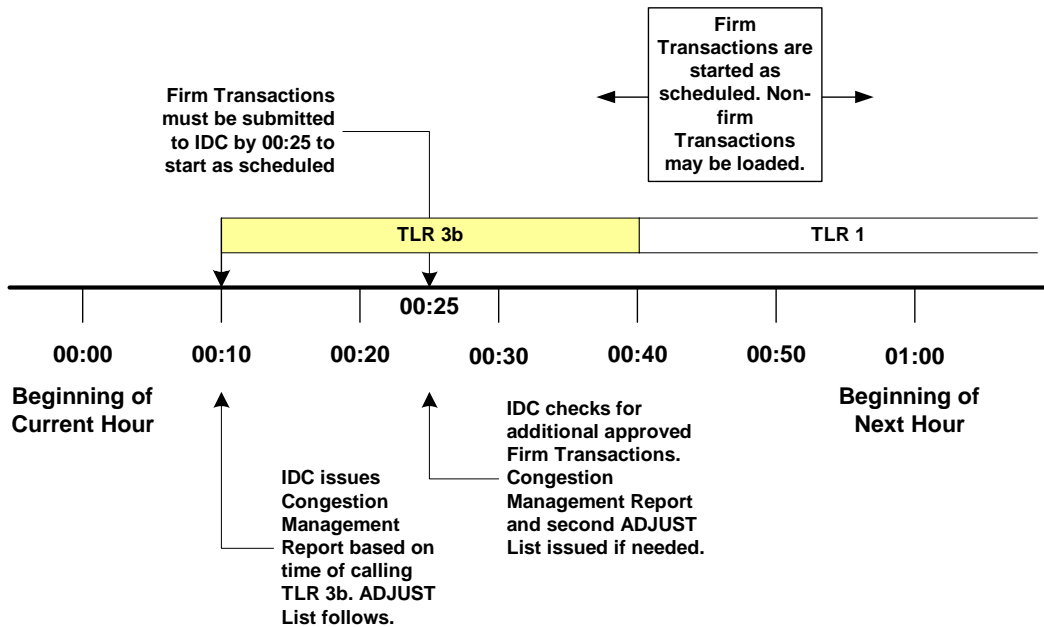 Firm
Transactions are
started as
scheduled. Non-
firm
Transactions
may be loaded.
Firm Transactions
must be submitted
to IDC by 00:25 to
start as scheduled
TLR 3b
TLR 1
00:25
00:00
00:10
00:20
00:30
00:40
00:50
01:00
Beginning of
Current Hour
Beginning of
Next Hour
IDC issues
Congestion
Management
Report based on
time of calling
TLR 3b. ADJUST
List follows.
IDC checks for
additional approved
Firm Transactions.
Congestion
Management Report
and second ADJUST
List issued if needed.